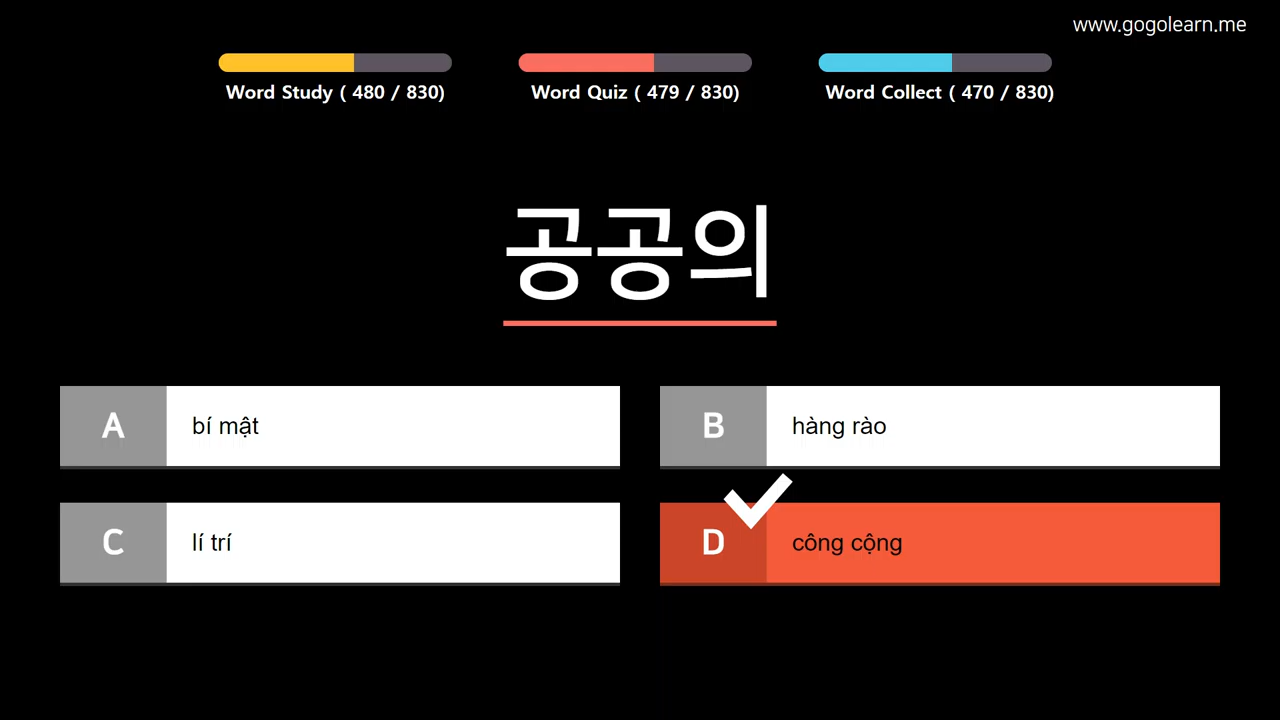 www.gogolearn.me
Word Study ( 480 / 830)
Word Quiz ( 479 / 830)
Word Collect ( 470 / 830)
공공의
A bí mật
B hàng rào
C lí trí
D công cộng